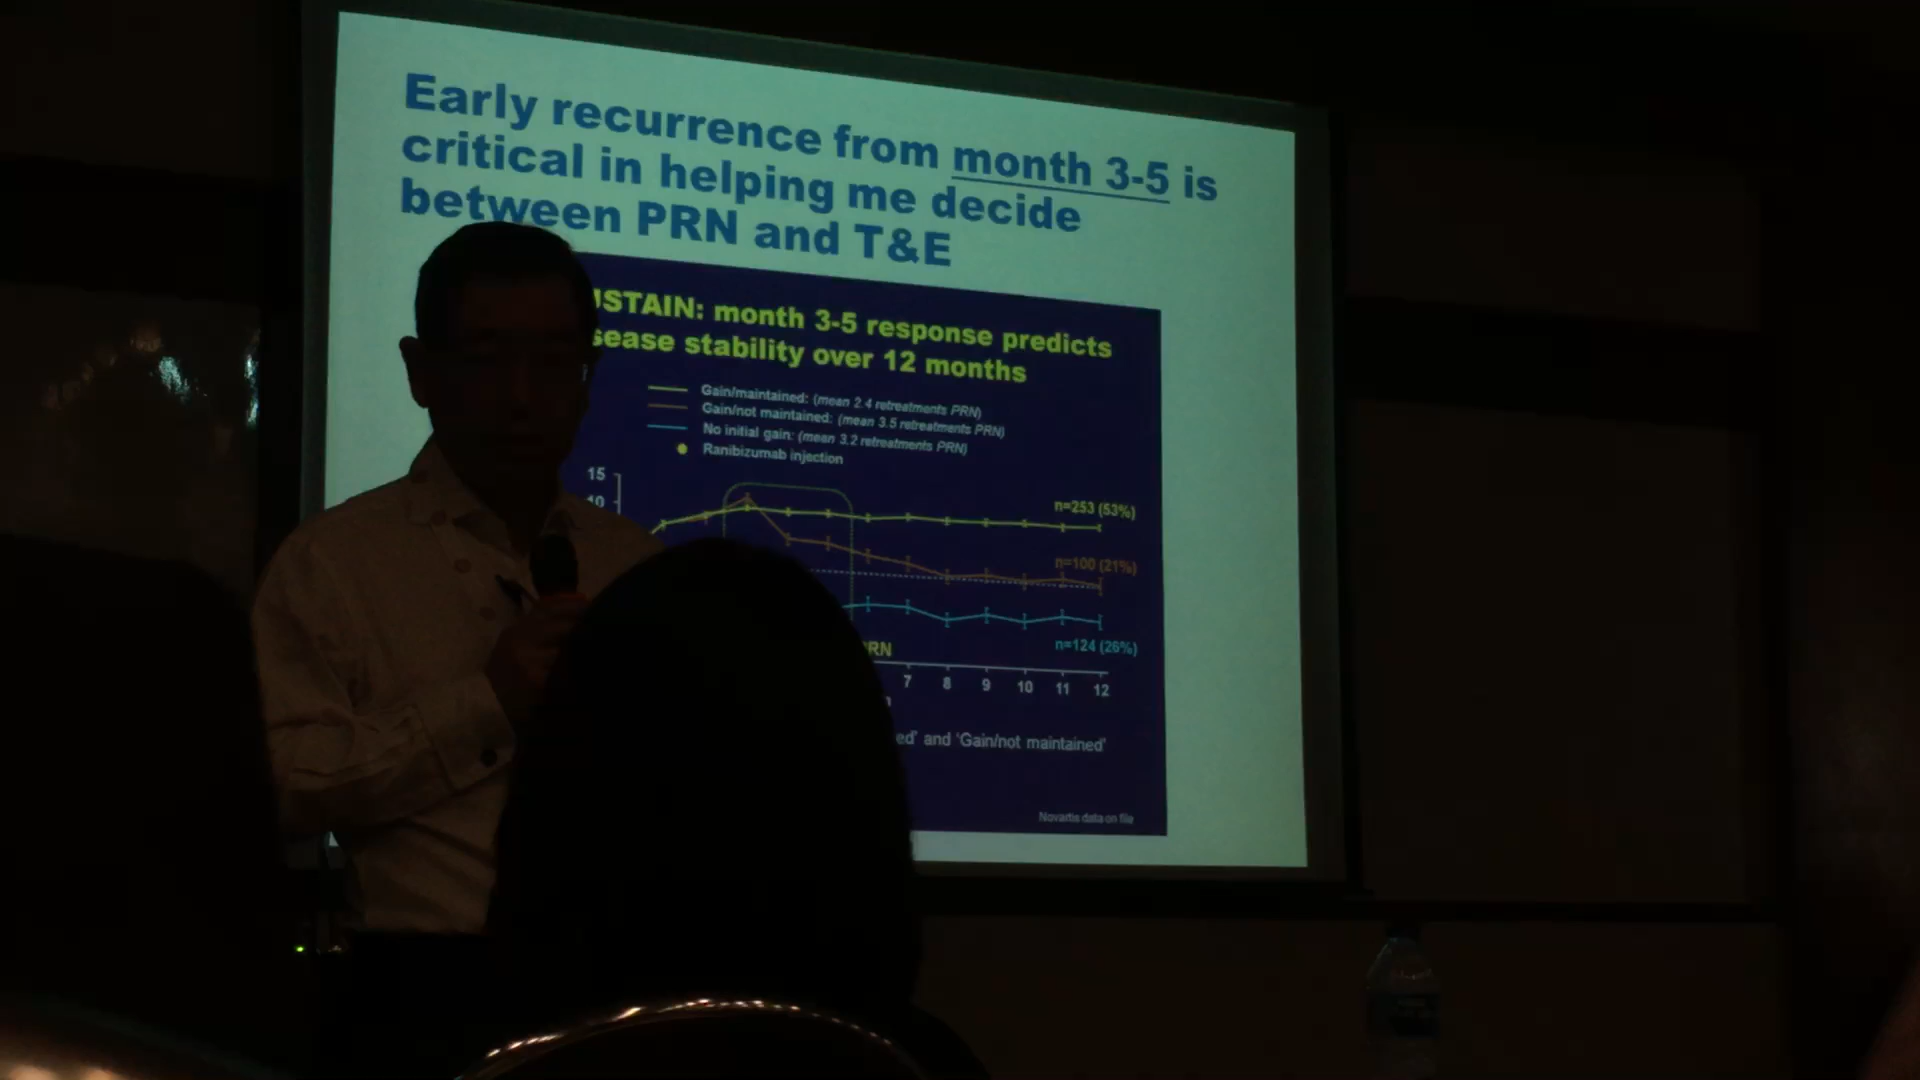 Early recurrence from month 3-5 is
critical in helping me decide
between PRN and T&E
STAIN: month 3-5 response predicts
sease stability over 12 months
Gain/maintained: (mean 2.4 retreatments PRN)
Gain/not maintained: (mean 3.5 retreatments PRN)
No initial gain: (mean 3.2 retreatments PRN)
Ranibizumab injection
15
10
n=253 (53%)
n=100 (21%)
n=124 (26%)
PRN
7 8 9 10 11 12
ed' and 'Gain/not maintained'
Novartis data on file